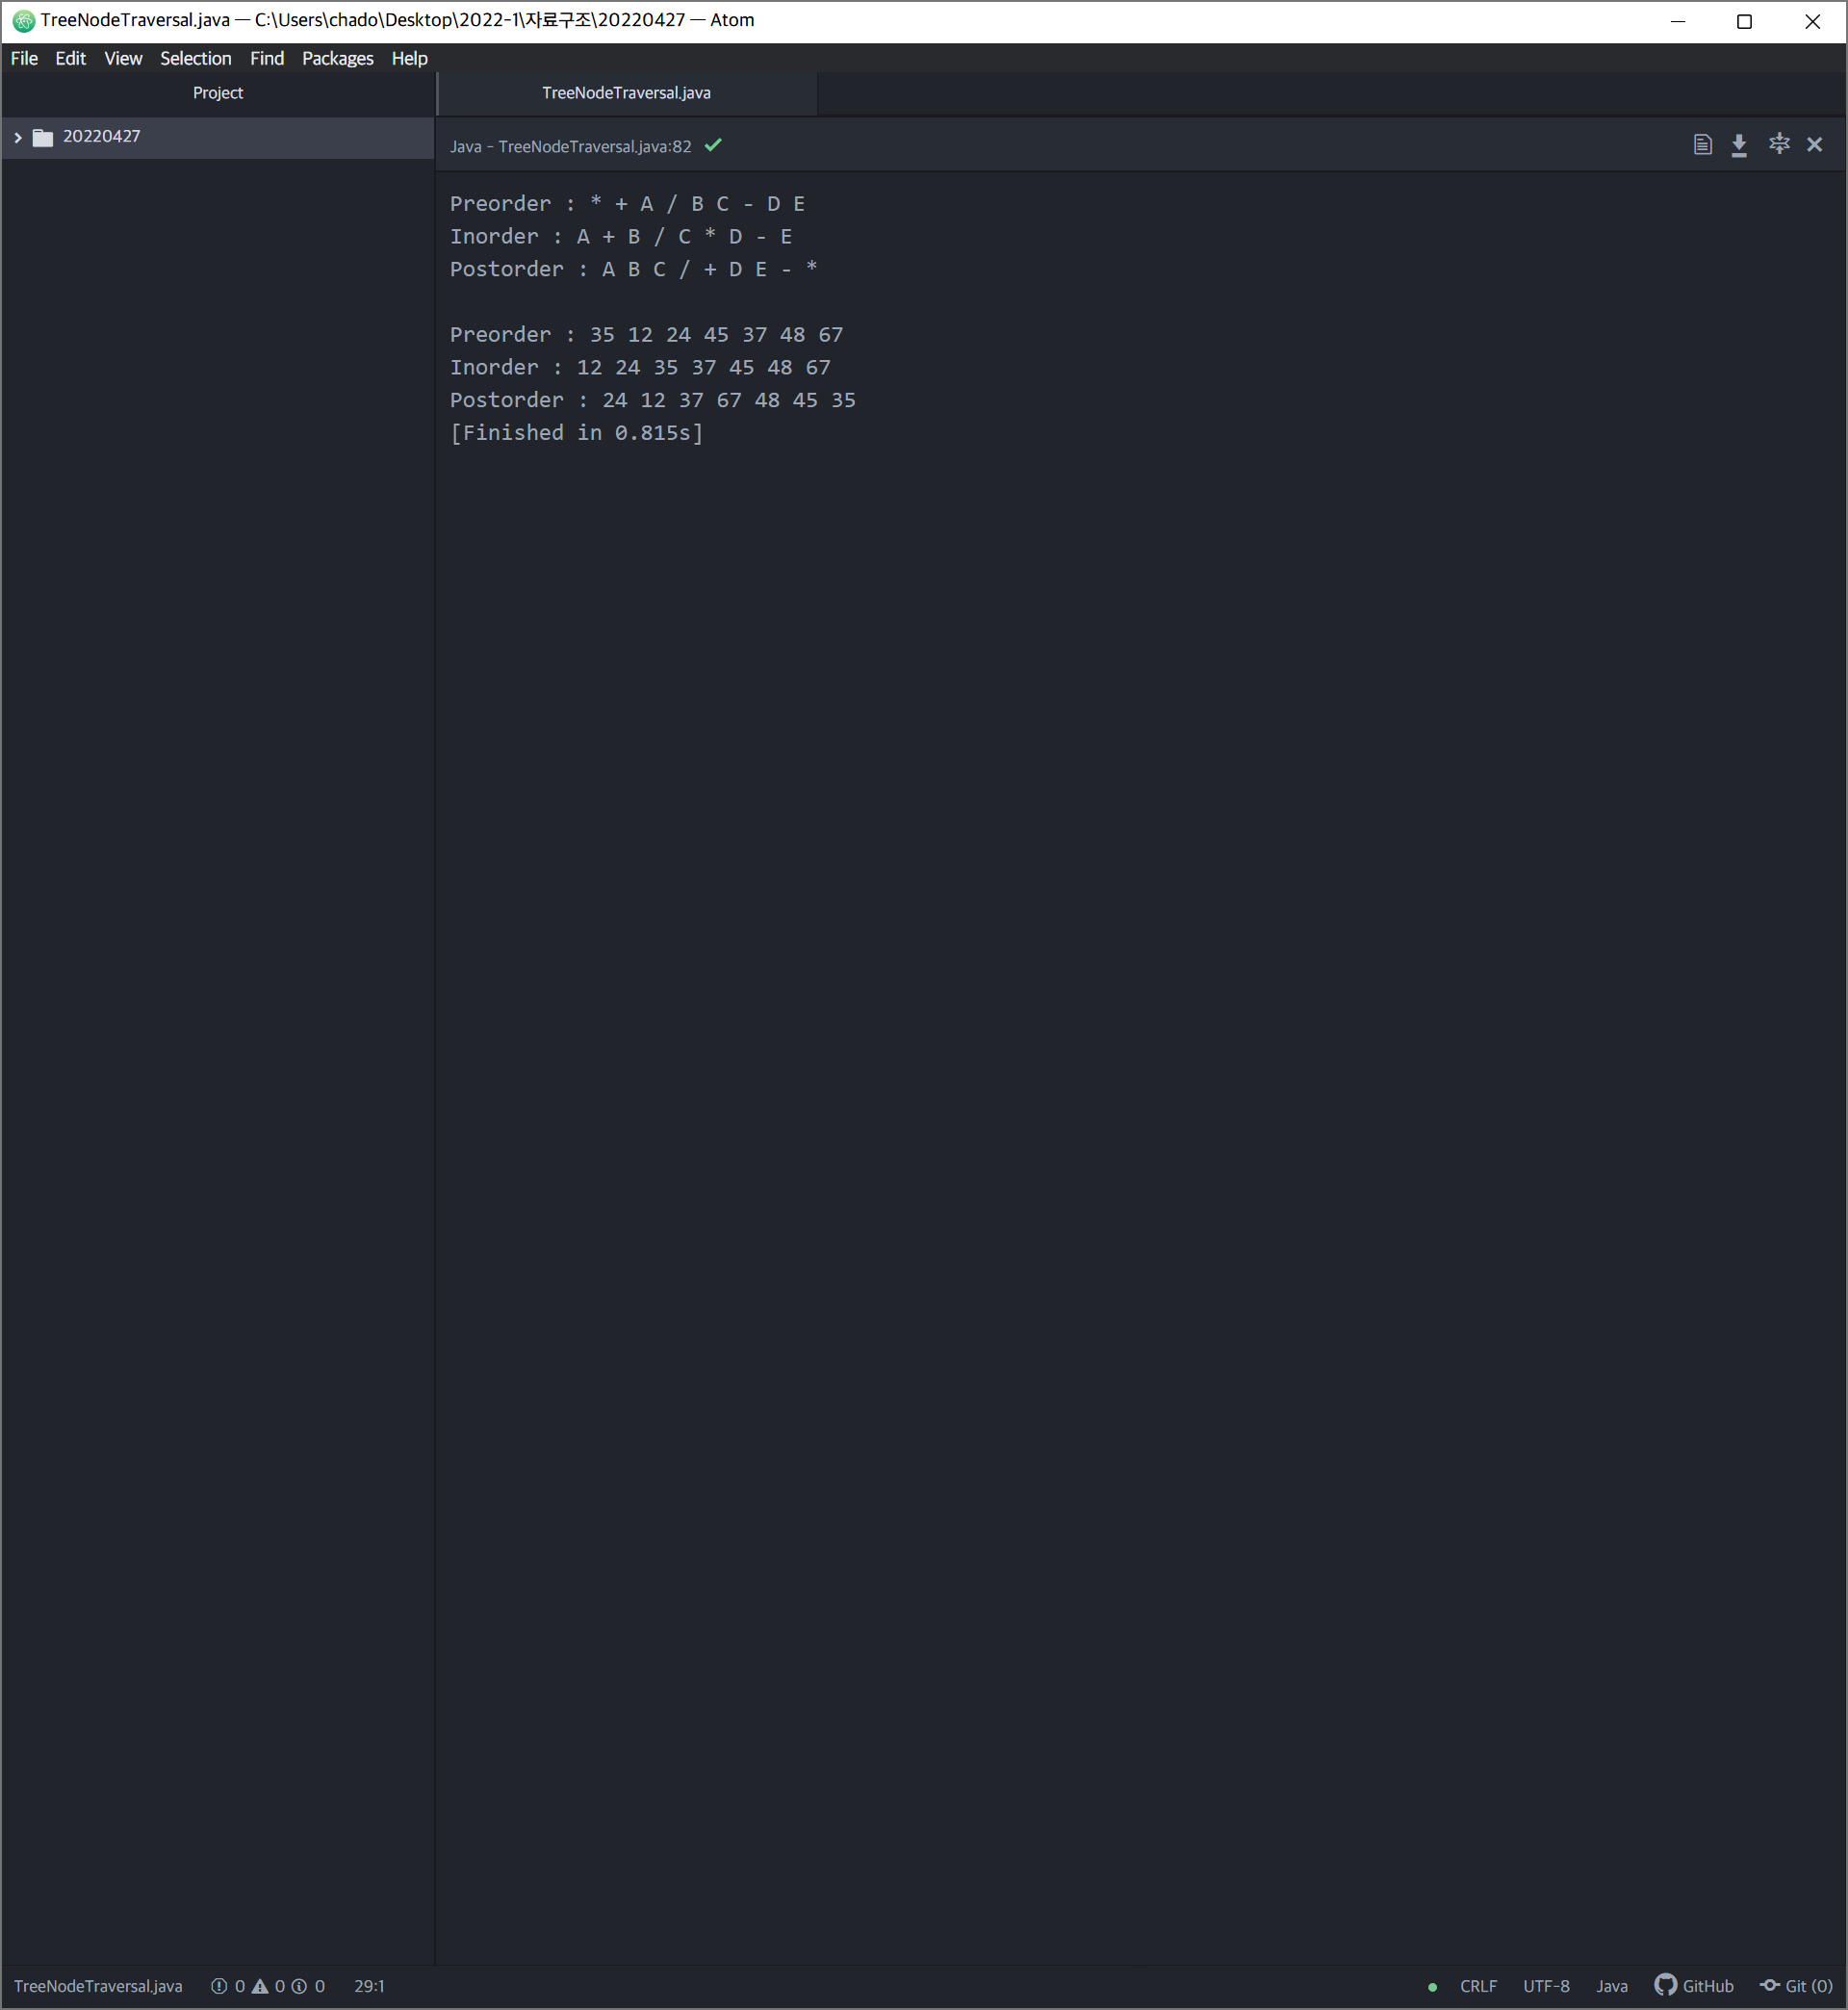 TreeNodeTraversal.java — C:\Users\chado\Desktop\2022-1\자료구조\20220427 — Atom
File Edit View Selection Find Packages Help
Project
TreeNodeTraversal.java
20220427
Java - TreeNodeTraversal.java:82
Preorder : * + A / B C - D E
Inorder : A + B / C * D - E
Postorder : A B C / + D E - *
Preorder : 35 12 24 45 37 48 67
Inorder : 12 24 35 37 45 48 67
Postorder : 24 12 37 67 48 45 35
[Finished in 0.815s]
TreeNodeTraversal.java 0 0 0 29:1 CRLF UTF-8 Java GitHub Git (0)